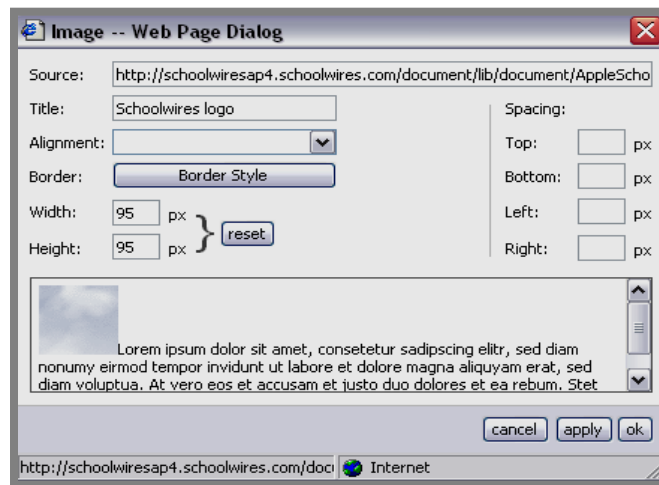 Image -- Web Page Dialog
Source: http://schoolwiresap4.schoolwires.com/document/lib/document/AppleScho
Title: Schoolwires logo
Spacing:
Alignment:
Top: px
Border: Border Style
Bottom: px
Width: 95 px
Left: px
reset
Height: 95 px
Right: px
Lorem ipsum dolor sit amet, consetetur sadipscing elitr, sed diam
nonumy eirmod tempor invidunt ut labore et dolore magna aliquyam erat, sed
diam voluptua. At vero eos et accusam et justo duo dolores et ea rebum. Stet
cancel apply ok
http://schoolwiresap4.schoolwires.com/docu Internet